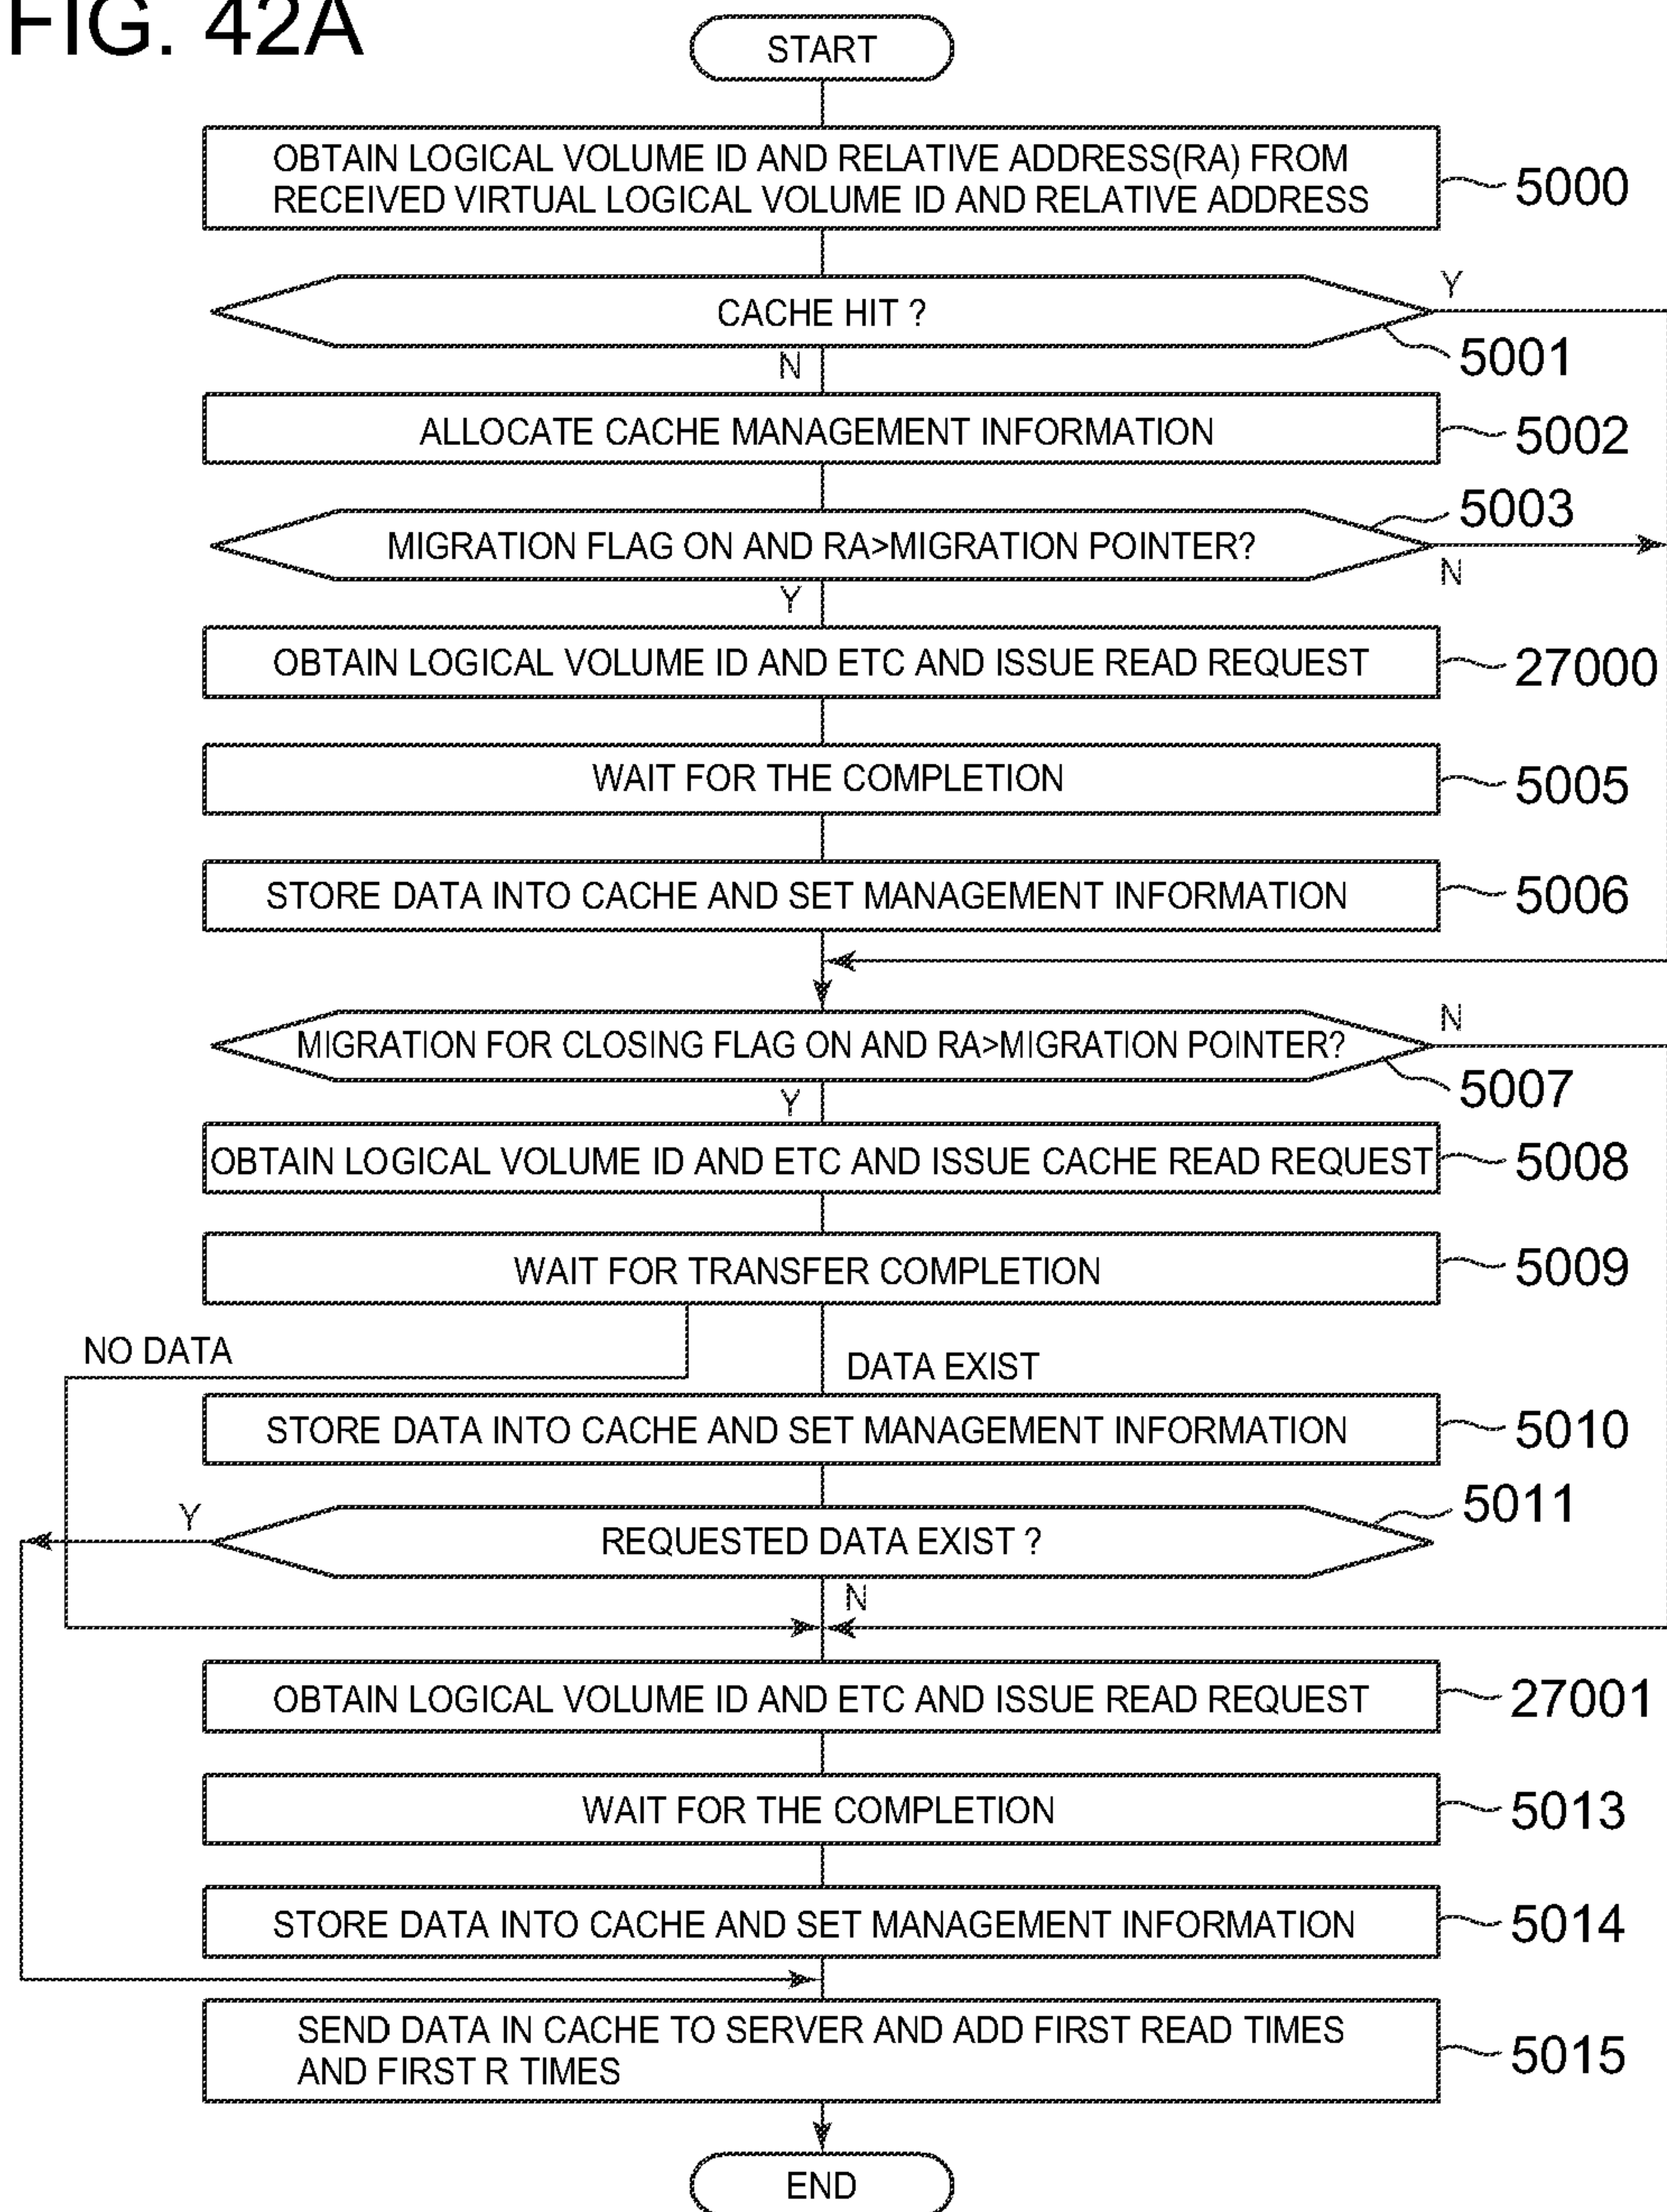 FIG. 42A
START
OBTAIN LOGICAL VOLUME ID AND RELATIVE ADDRESS(RA) FROM
RECEIVED VIRTUAL LOGICAL VOLUME ID AND RELATIVE ADDRESS
5000
CACHE HIT ?
Y
5001
N
ALLOCATE CACHE MANAGEMENT INFORMATION
5002
5003
MIGRATION FLAG ON AND RA>MIGRATION POINTER?
N
Y
OBTAIN LOGICAL VOLUME ID AND ETC AND ISSUE READ REQUEST
27000
WAIT FOR THE COMPLETION
5005
STORE DATA INTO CACHE AND SET MANAGEMENT INFORMATION
5006
MIGRATION FOR CLOSING FLAG ON AND RA>MIGRATION POINTER?
N
5007
Y
OBTAIN LOGICAL VOLUME ID AND ETC AND ISSUE CACHE READ REQUEST
5008
WAIT FOR TRANSFER COMPLETION
5009
NO DATA
DATA EXIST
STORE DATA INTO CACHE AND SET MANAGEMENT INFORMATION
5010
5011
Y
REQUESTED DATA EXIST ?
N
OBTAIN LOGICAL VOLUME ID AND ETC AND ISSUE READ REQUEST
27001
WAIT FOR THE COMPLETION
5013
STORE DATA INTO CACHE AND SET MANAGEMENT INFORMATION
5014
SEND DATA IN CACHE TO SERVER AND ADD FIRST READ TIMES
AND FIRST R TIMES
5015
END